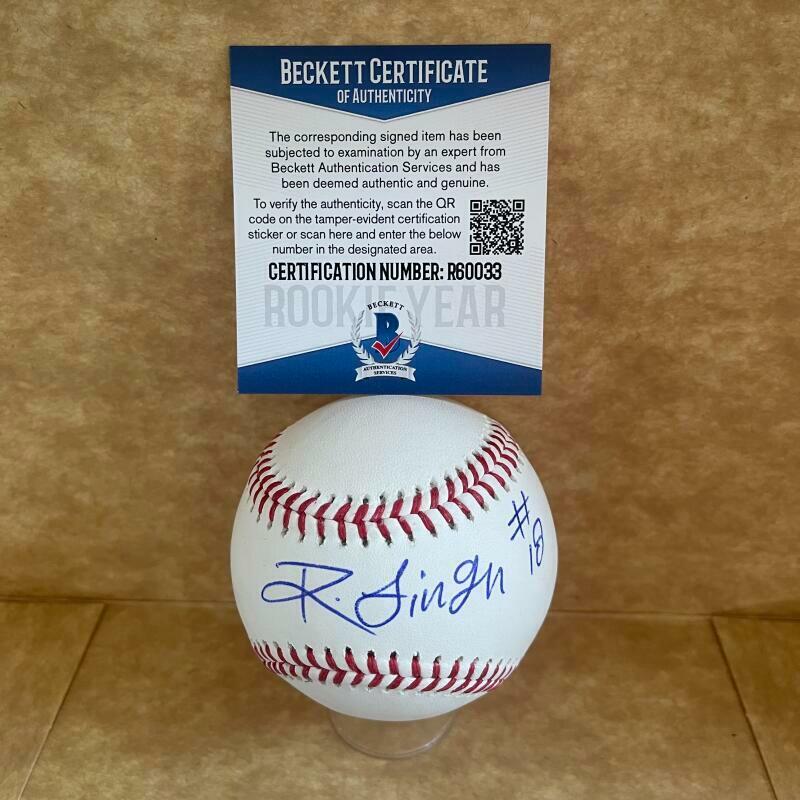 BECKETT CERTIFICATE
OF AUTHENTICITY
The corresponding signed item has been
subjected to examination by an expert from
Beckett Authentication Services and has
been deemed authentic and genuine.
To verify the authenticity, scan the QR
code on the tamper-evident certification
sticker or scan here and enter the below
number in the designated area.
CERTIFICATION NUMBER: R60033
ROOKIE YEAR
BECKETT
B
AUTHENTICATION
SERVICES
R. Singh #18